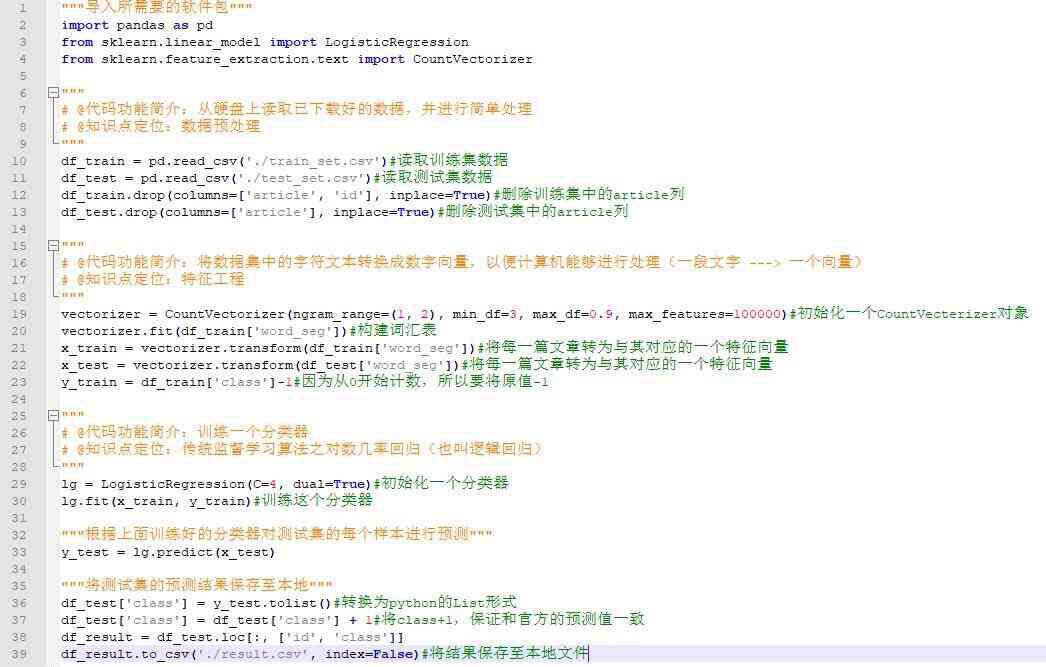 1 """导入所需要的软件包"""
2 import pandas as pd
3 from sklearn.linear_model import LogisticRegression
4 from sklearn.feature_extraction.text import CountVectorizer
5
6 """
7 # @代码功能简介：从硬盘上读取已下载好的数据，并进行简单处理
8 # @知识点定位：数据预处理
9 """
10 df_train = pd.read_csv('./train_set.csv')#读取训练集数据
11 df_test = pd.read_csv('./test_set.csv')#读取测试集数据
12 df_train.drop(columns=['article', 'id'], inplace=True)#删除训练集中的article列
13 df_test.drop(columns=['article'], inplace=True)#删除测试集中的article列
14
15 """
16 # @代码功能简介：将数据集中的字符文本转换成数字向量，以便计算机能够进行处理（一段文字 ---> 一个向量）
17 # @知识点定位：特征工程
18 """
19 vectorizer = CountVectorizer(ngram_range=(1, 2), min_df=3, max_df=0.9, max_features=100000)#初始化一个CountVecterizer对象
20 vectorizer.fit(df_train['word_seg'])#构建词汇表
21 x_train = vectorizer.transform(df_train['word_seg'])#将每一篇文章转为与其对应的一个特征向量
22 x_test = vectorizer.transform(df_test['word_seg'])#将每一篇文章转为与其对应的一个特征向量
23 y_train = df_train['class']-1#因为从0开始计数，所以要将原值-1
24
25 """
26 # @代码功能简介：训练一个分类器
27 # @知识点定位：传统监督学习算法之对数几率回归（也叫逻辑回归）
28 """
29 lg = LogisticRegression(C=4, dual=True)#初始化一个分类器
30 lg.fit(x_train, y_train)#训练这个分类器
31
32 """根据上面训练好的分类器对测试集的每个样本进行预测"""
33 y_test = lg.predict(x_test)
34
35 """将测试集的预测结果保存至本地"""
36 df_test['class'] = y_test.tolist()#转换为python的List形式
37 df_test['class'] = df_test['class'] + 1#将class+1，保证和官方的预测值一致
38 df_result = df_test.loc[:, ['id', 'class']]
39 df_result.to_csv('./result.csv', index=False)#将结果保存至本地文件